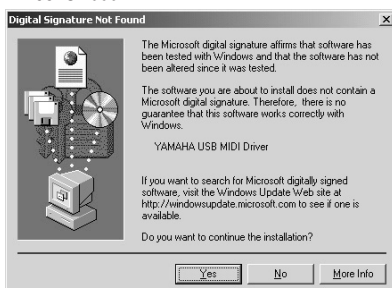 Digital Signature Not Found
The Microsoft digital signature affirms that software has
been tested with Windows and that the software has not
been altered since it was tested.
The software you are about to install does not contain a
Microsoft digital signature. Therefore, there is no
guarantee that this software works correctly with
Windows.
YAMAHA USB MIDI Driver
If you want to search for Microsoft digitally signed
software, visit the Windows Update Web site at
http://windowsupdate.microsoft.com to see if one is
available.
Do you want to continue the installation?
Yes No More Info